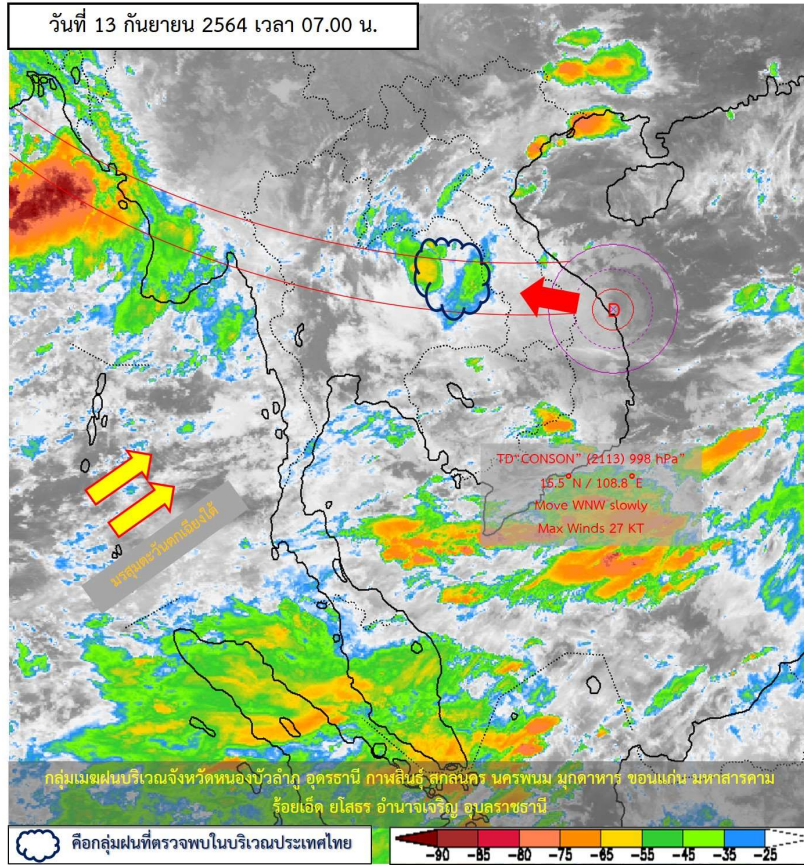 วันที่ 13 กันยายน 2564 เวลา 07.00 น.
D
TD"CONSON" (2113) 998 hPa"
15.5°N / 108.8°E
Move WNW slowly
Max Winds 27 KT
มรสุมตะวันตกเฉียงใต้
กลุ่มเมฆฝนบริเวณจังหวัดหนองบัวลำภู อุดรธานี กาฬสินธุ์ สกลนคร นครพนม มุกดาหาร ขอนแก่น มหาสารคาม
ร้อยเอ็ด ยโสธร อำนาจเจริญ อุบลราชธานี
คือกลุ่มฝนที่ตรวจพบในบริเวณประเทศไทย
-90 -85 -80 -75 -65 -55 -45 -35 -25